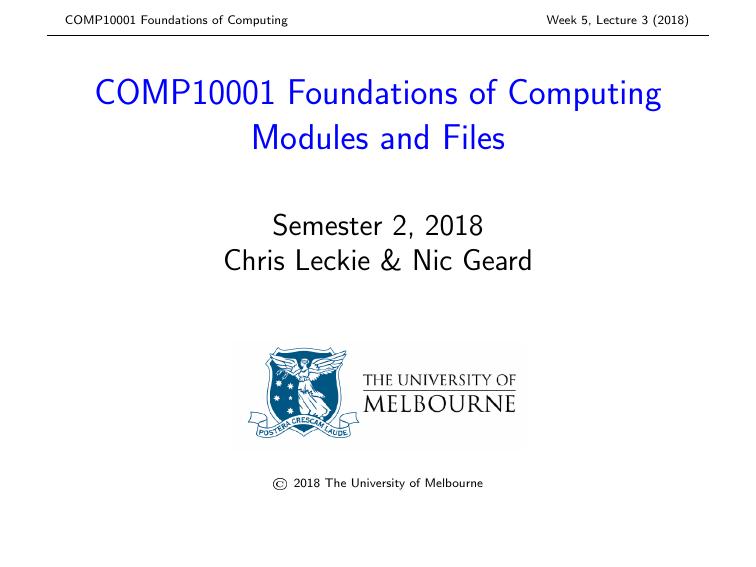 COMP10001 Foundations of Computing
Week 5, Lecture 3 (2018)
COMP10001 Foundations of Computing
Modules and Files
Semester 2, 2018
Chris Leckie & Nic Geard
POSTERA CRESCAM LAUDE
THE UNIVERSITY OF
MELBOURNE
© 2018 The University of Melbourne